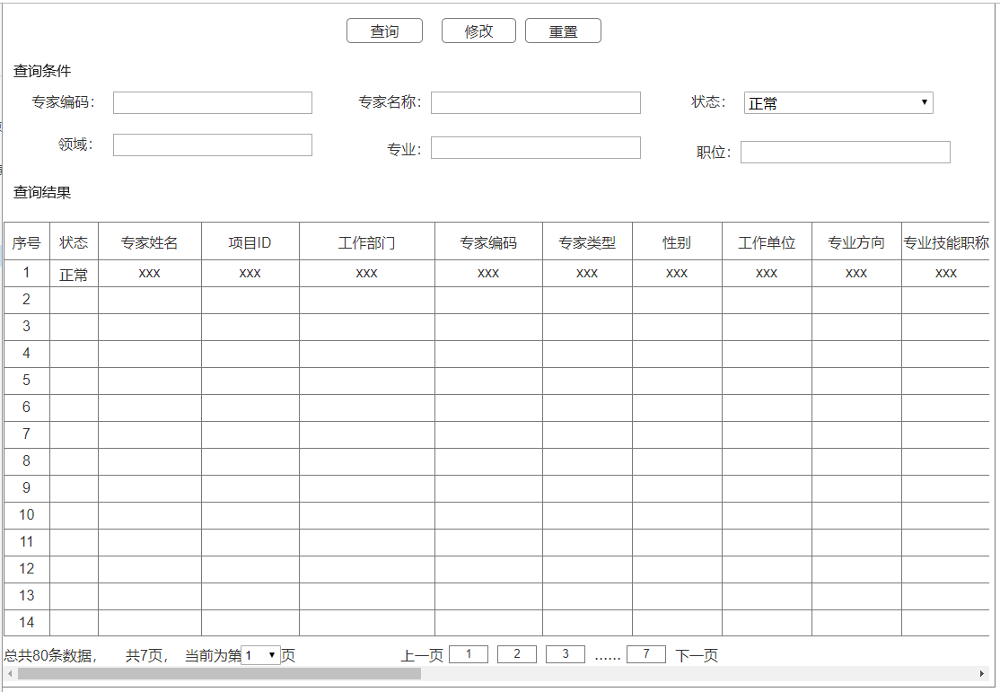 查询 修改 重置
查询条件
专家编码： 专家名称： 状态： 正常
领域： 专业： 职位：
查询结果
序号 状态 专家姓名 项目ID 工作部门 专家编码 专家类型 性别 工作单位 专业方向 专业技能职称
1 正常 xxx xxx xxx xxx xxx xxx xxx xxx xxx
2
3
4
5
6
7
8
9
10
11
12
13
14
总共80条数据， 共7页， 当前为第 1 页 上一页 1 2 3 …… 7 下一页